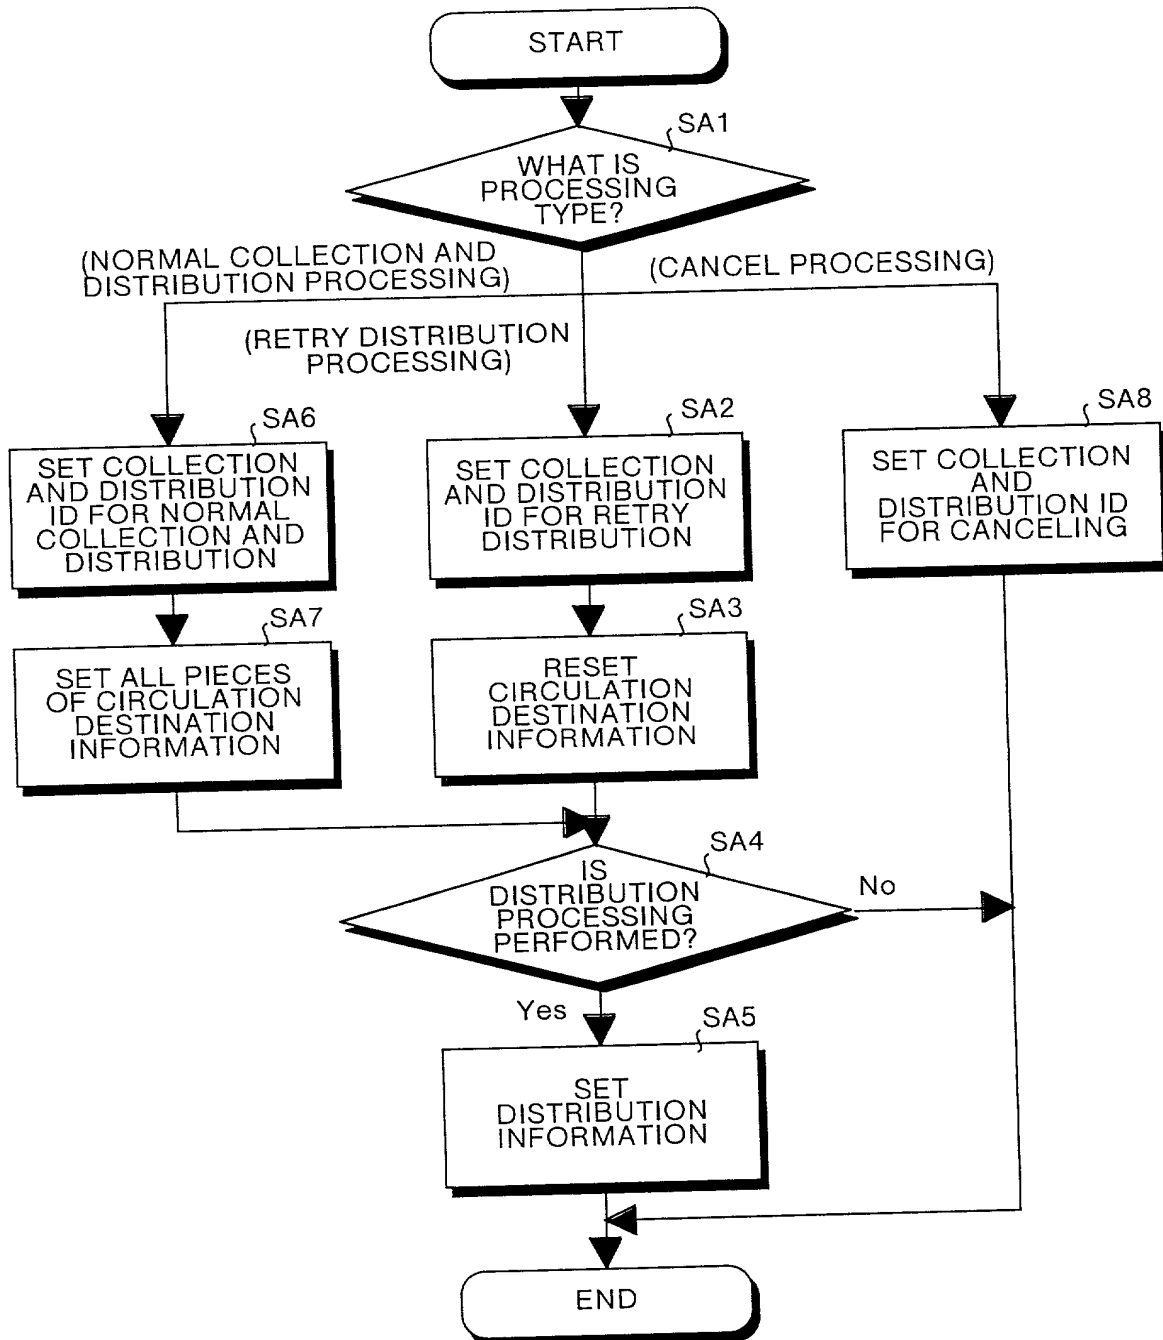 START
SA1
WHAT IS
PROCESSING
TYPE?
(NORMAL COLLECTION AND
DISTRIBUTION PROCESSING)
(CANCEL PROCESSING)
(RETRY DISTRIBUTION
PROCESSING)
SA6
SET COLLECTION
AND DISTRIBUTION
ID FOR NORMAL
COLLECTION AND
DISTRIBUTION
SA2
SET COLLECTION
AND DISTRIBUTION
ID FOR RETRY
DISTRIBUTION
SA8
SET COLLECTION
AND
DISTRIBUTION ID
FOR CANCELING
SA7
SET ALL PIECES
OF CIRCULATION
DESTINATION
INFORMATION
SA3
RESET
CIRCULATION
DESTINATION
INFORMATION
SA4
IS
DISTRIBUTION
PROCESSING
PERFORMED?
No
Yes
SA5
SET
DISTRIBUTION
INFORMATION
END